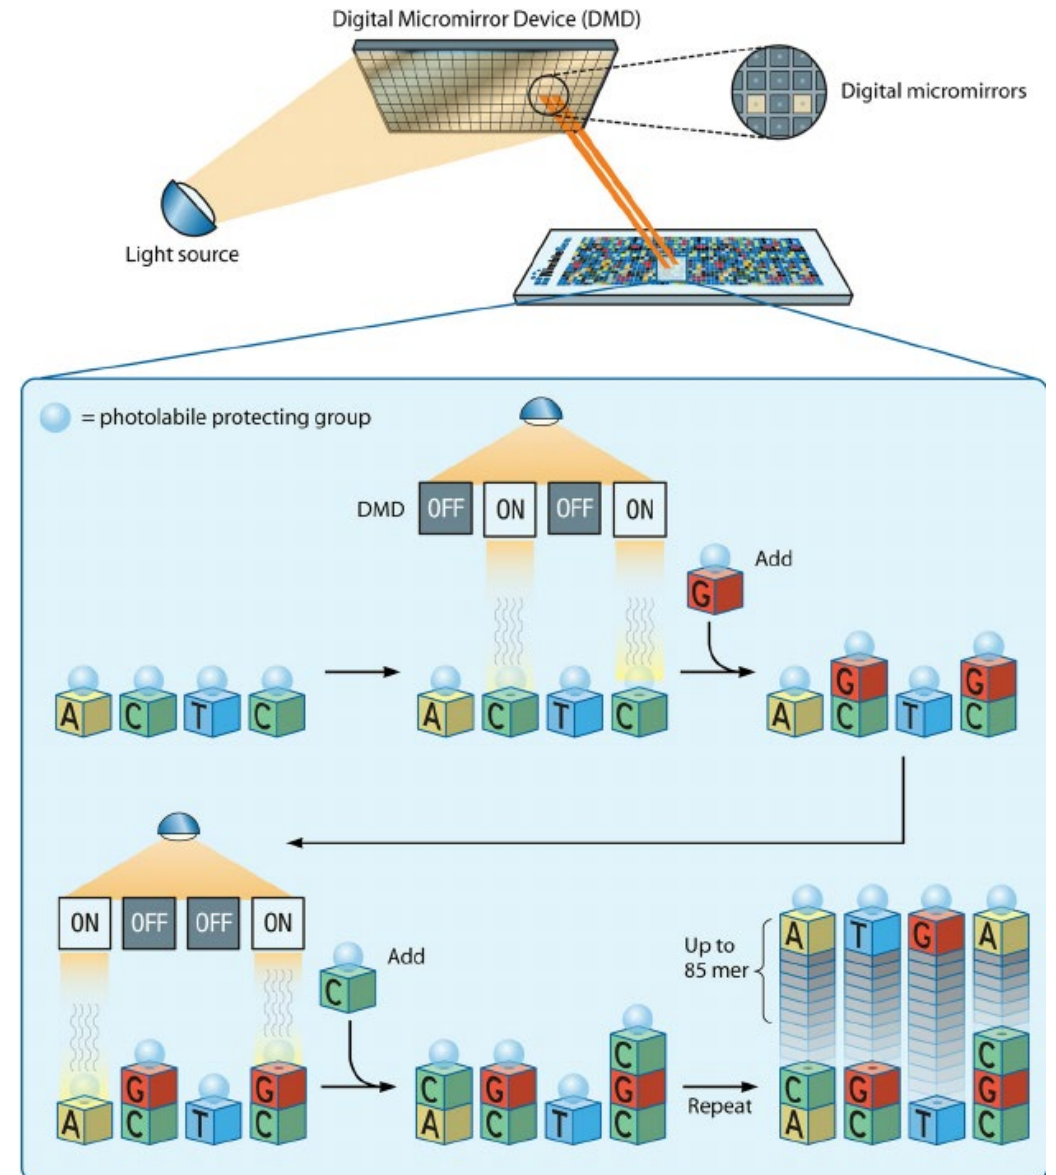 Digital Micromirror Device (DMD)
Digital micromirrors
Light source
= photolabile protecting group
DMD OFF ON OFF ON
Add
G
A C T C
A C T C
G G
A C T C
ON OFF OFF ON
Add
C
Up to
85 mer
A T G A
G G
A C T C
C
C G G
A C T C
Repeat
C
C G G
A C T C